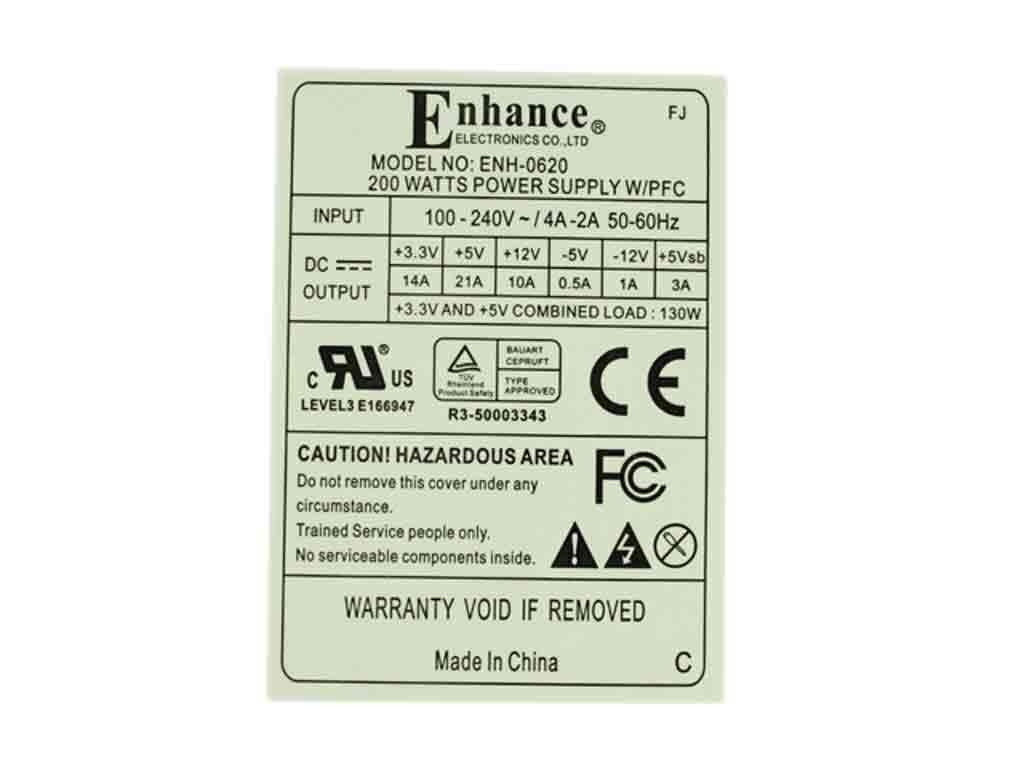 Enhance®
FJ
ELECTRONICS CO.,LTD
MODEL NO: ENH-0620
200 WATTS POWER SUPPLY W/PFC
INPUT 100 - 240V ~ / 4A -2A 50-60Hz
DC OUTPUT
+3.3V +5V +12V -5V -12V +5Vsb
14A 21A 10A 0.5A 1A 3A
+3.3V AND +5V COMBINED LOAD : 130W
C RU® US
LEVEL3 E166947
TÜV
Rheinland
Product Safety
BAUART
CEPRUFT
TYPE
APPROVED
R3-50003343
CE
CAUTION! HAZARDOUS AREA
FC
Do not remove this cover under any
circumstance.
Trained Service people only.
No serviceable components inside.
WARRANTY VOID IF REMOVED
Made In China
C